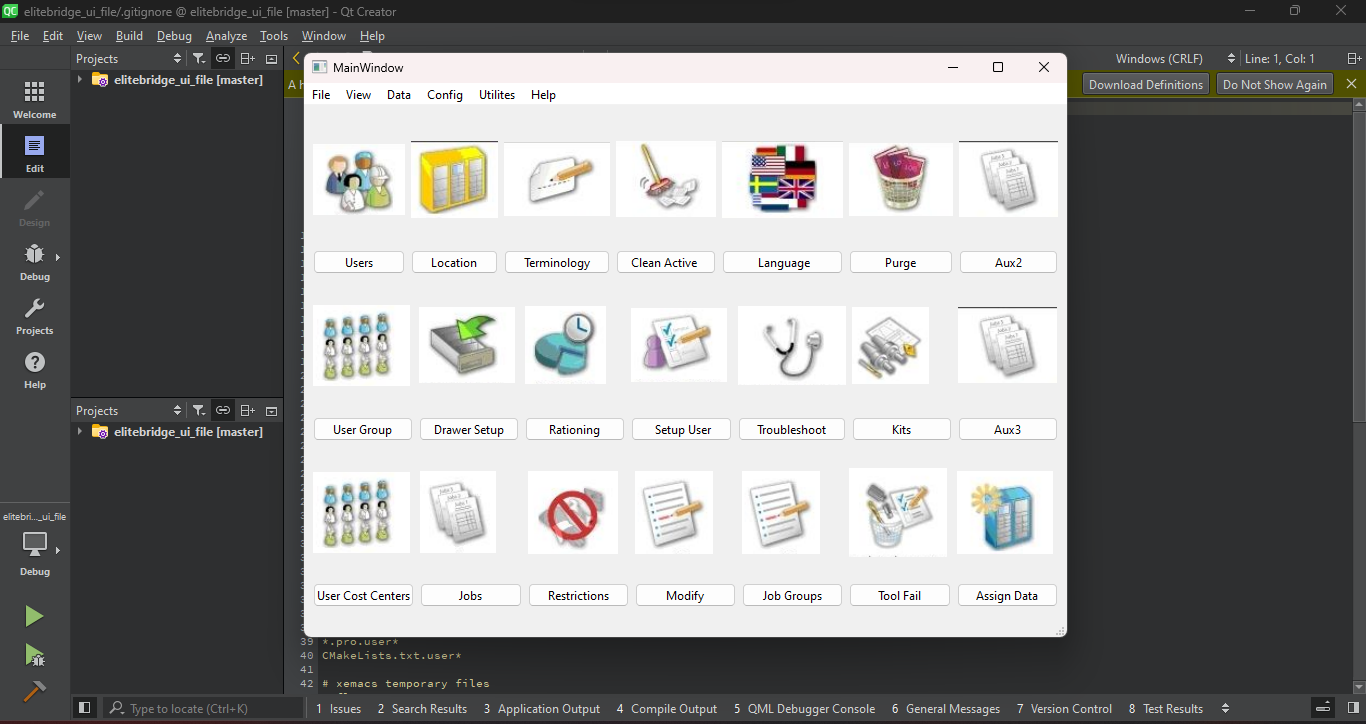 elitebridge_ui_file/.gitignore @ elitebridge_ui_file [master] - Qt Creator
File Edit View Build Debug Analyze Tools Window Help
Projects
Windows (CRLF) Line: 1, Col: 1
elitebridge_ui_file [master]
Download Definitions Do Not Show Again
Welcome
Edit
Design
Debug
Projects
Help
MainWindow
File View Data Config Utilites Help
Users Location Terminology Clean Active Language Purge Aux2
User Group Drawer Setup Rationing Setup User Troubleshoot Kits Aux3
User Cost Centers Jobs Restrictions Modify Job Groups Tool Fail Assign Data
Projects
elitebridge_ui_file [master]
elitebri..._ui_file
Debug
39 *.pro.user*
40 CMakeLists.txt.user*
41
42 # xemacs temporary files
Type to locate (Ctrl+K) 1 Issues 2 Search Results 3 Application Output 4 Compile Output 5 QML Debugger Console 6 General Messages 7 Version Control 8 Test Results